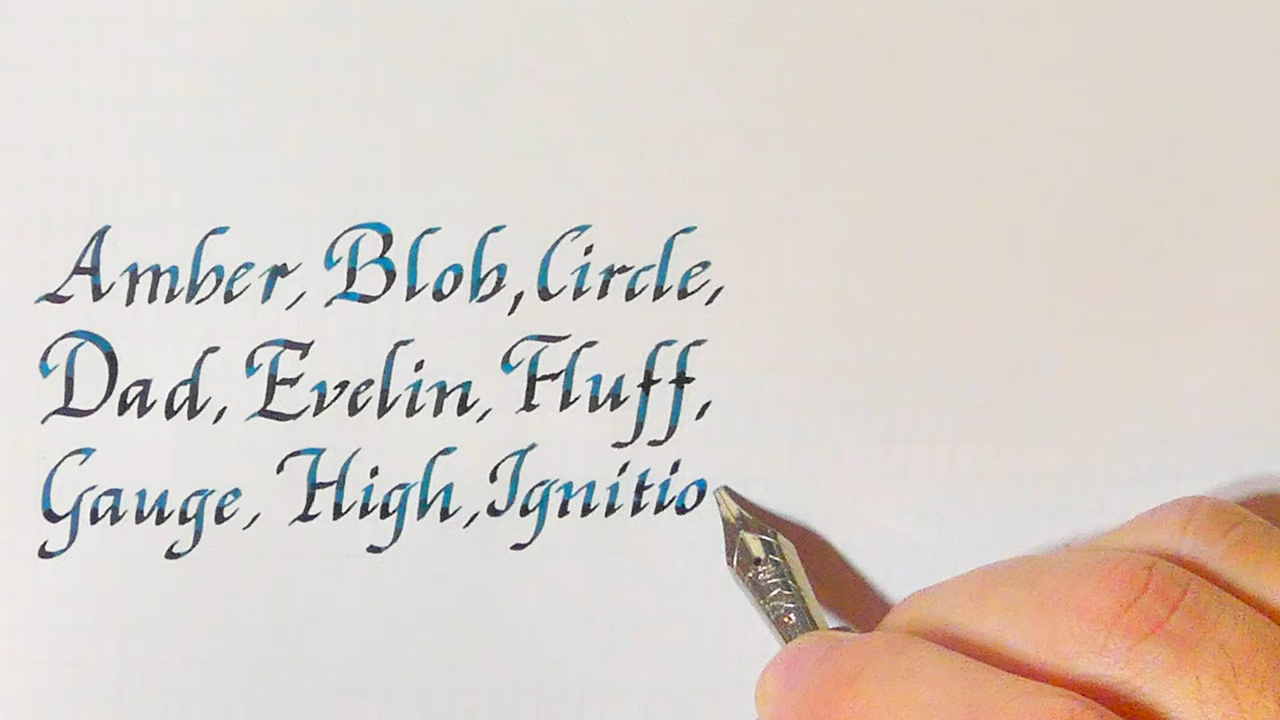 Amber, Blob, Circle,
Dad, Evelin, Fluff,
Gauge, High, Ignitio